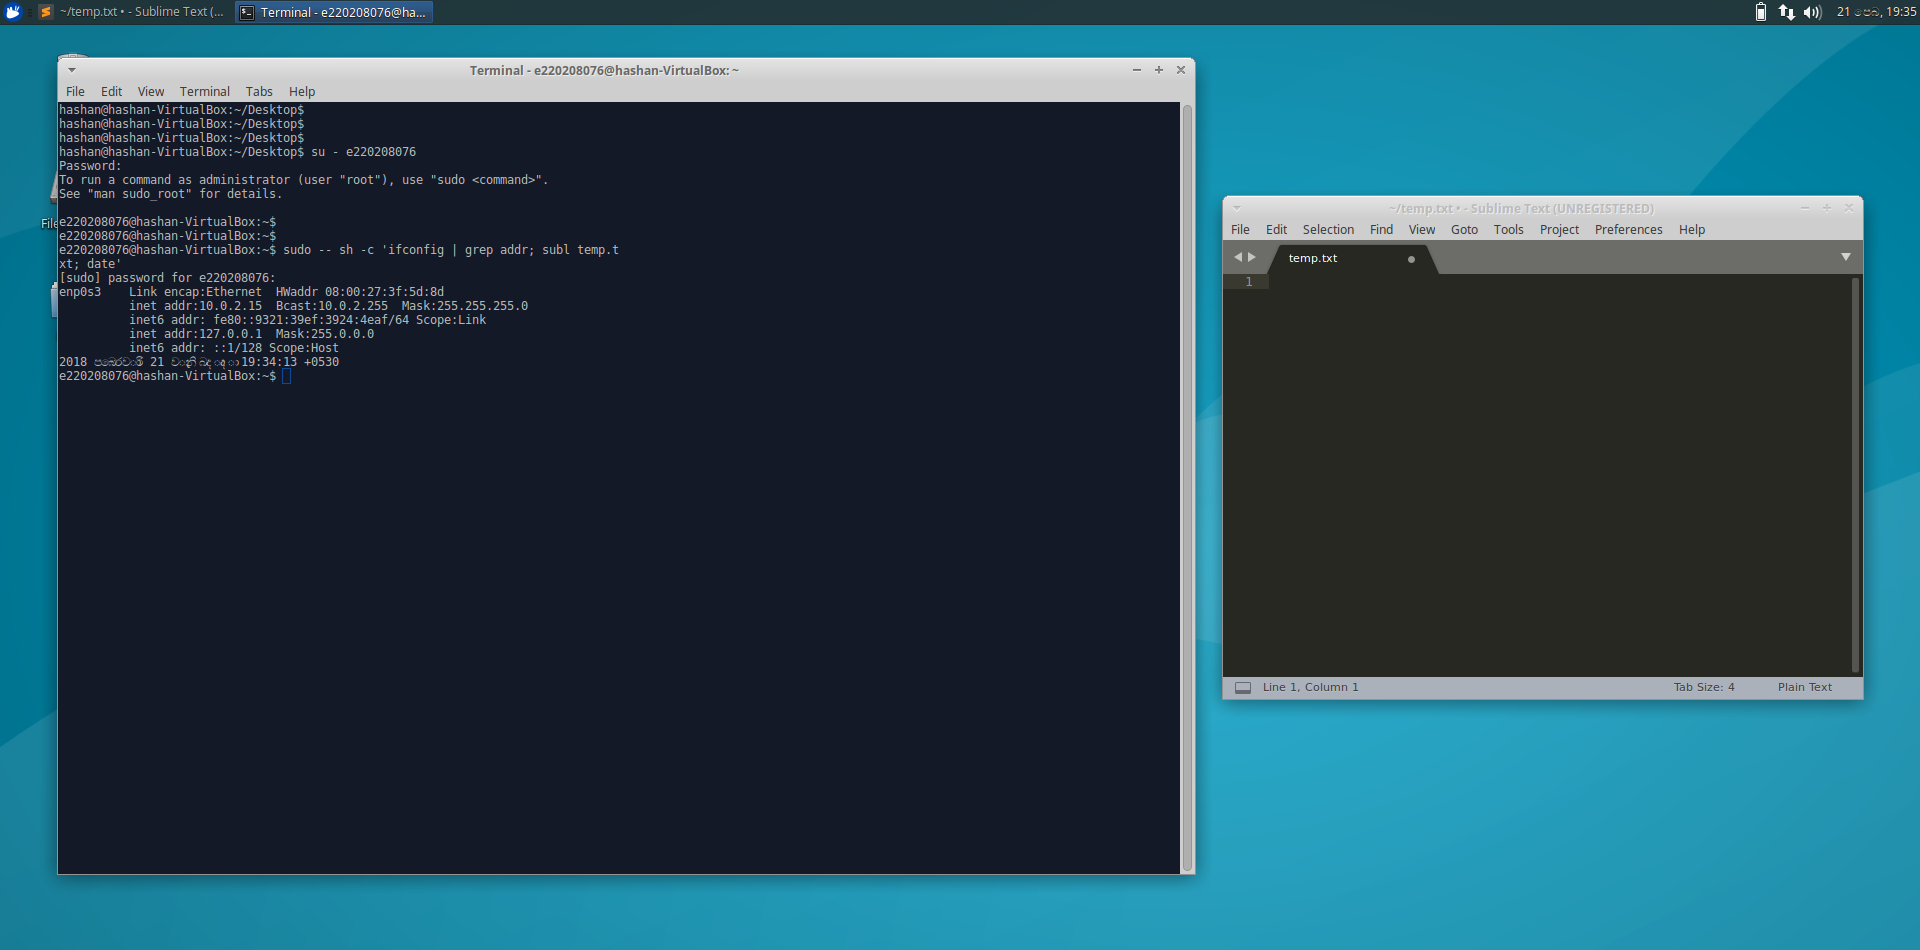 ~/temp.txt • - Sublime Text (...
Terminal - e220208076@ha...
21 පෙබ, 19:35
Terminal - e220208076@hashan-VirtualBox: ~
File Edit View Terminal Tabs Help
hashan@hashan-VirtualBox:~/Desktop$
hashan@hashan-VirtualBox:~/Desktop$
hashan@hashan-VirtualBox:~/Desktop$
hashan@hashan-VirtualBox:~/Desktop$ su - e220208076
Password:
To run a command as administrator (user "root"), use "sudo <command>".
See "man sudo_root" for details.
e220208076@hashan-VirtualBox:~$
e220208076@hashan-VirtualBox:~$
e220208076@hashan-VirtualBox:~$ sudo -- sh -c 'ifconfig | grep addr; subl temp.t
xt; date'
[sudo] password for e220208076:
enp0s3    Link encap:Ethernet  HWaddr 08:00:27:3f:5d:8d
inet addr:10.0.2.15  Bcast:10.0.2.255  Mask:255.255.255.0
inet6 addr: fe80::9321:39ef:3924:4eaf/64 Scope:Link
inet addr:127.0.0.1  Mask:255.0.0.0
inet6 addr: ::1/128 Scope:Host
2018 21 19:34:13 +0530
e220208076@hashan-VirtualBox:~$
File
~/temp.txt • - Sublime Text (UNREGISTERED)
File Edit Selection Find View Goto Tools Project Preferences Help
temp.txt
1
Line 1, Column 1
Tab Size: 4
Plain Text